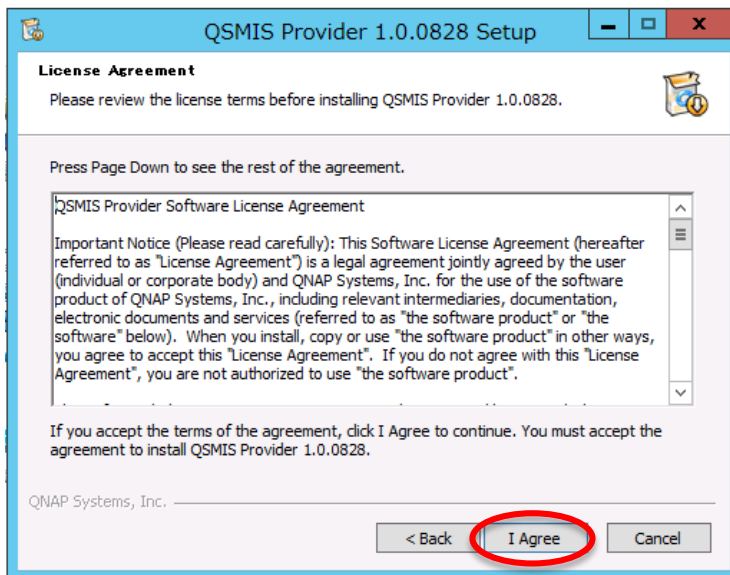 QSMIS Provider 1.0.0828 Setup
License Agreement
Please review the license terms before installing QSMIS Provider 1.0.0828.
Press Page Down to see the rest of the agreement.
QSMIS Provider Software License Agreement
Important Notice (Please read carefully): This Software License Agreement (hereafter
referred to as "License Agreement") is a legal agreement jointly agreed by the user
(individual or corporate body) and QNAP Systems, Inc. for the use of the software
product of QNAP Systems, Inc., including relevant intermediaries, documentation,
electronic documents and services (referred to as "the software product" or "the
software" below).  When you install, copy or use "the software product" in other ways,
you agree to accept this "License Agreement".  If you do not agree with this "License
Agreement", you are not authorized to use "the software product".
If you accept the terms of the agreement, click I Agree to continue. You must accept the
agreement to install QSMIS Provider 1.0.0828.
QNAP Systems, Inc.
< Back
I Agree
Cancel